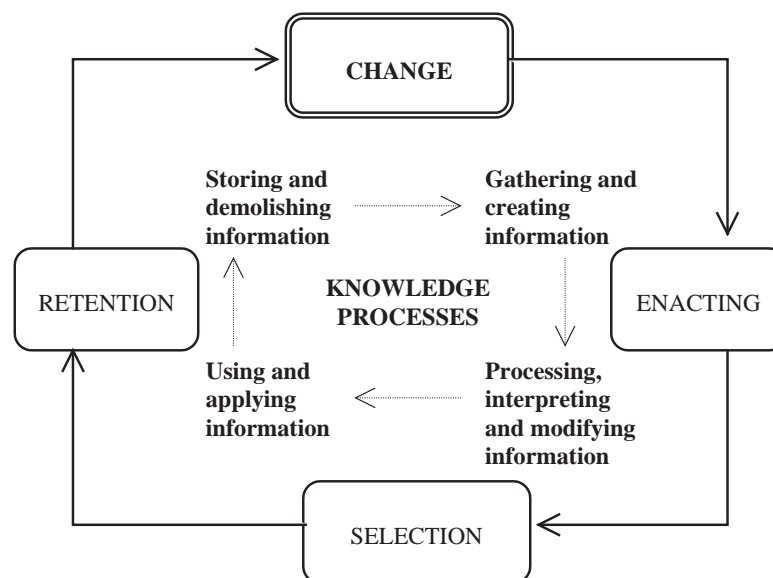 CHANGE
Storing and
demolishing
information
Gathering and
creating
information
RETENTION
KNOWLEDGE
PROCESSES
ENACTING
Using and
applying
information
Processing,
interpreting
and modifying
information
SELECTION